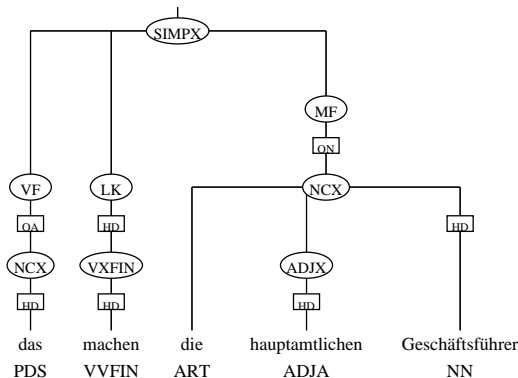 SIMPX
MF
ON
VF LK NCX
OA HD HD
NCX VXFIN ADJX
HD HD HD
das machen die hauptamtlichen Geschäftsführer
PDS VVFIN ART ADJA NN